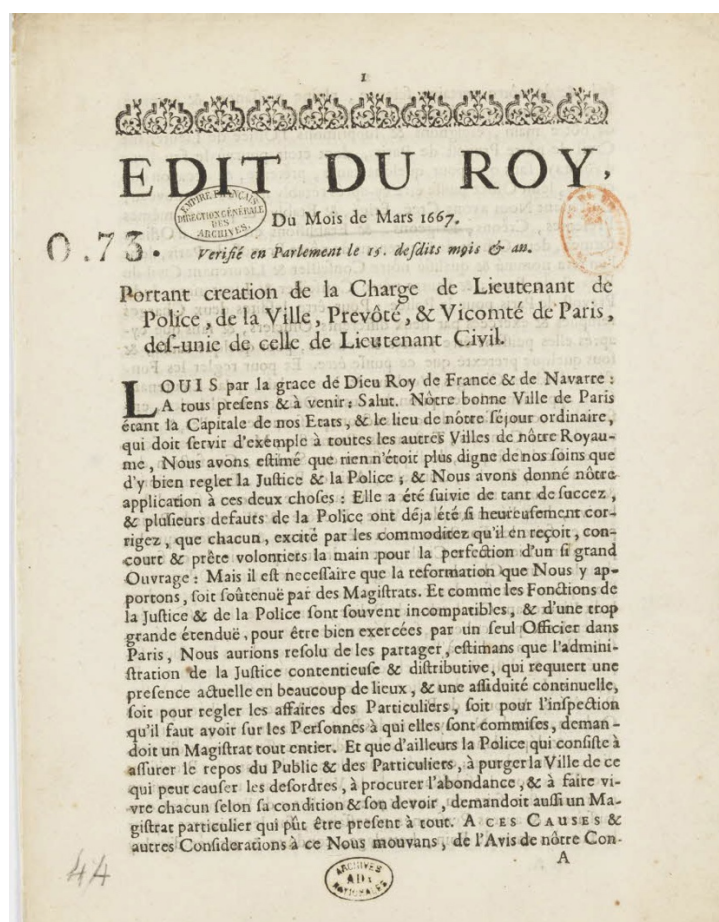 1
EDIT DU ROY,
EMPIRE FRANÇAIS
DIRECTION GÉNÉRALE
DES
ARCHIVES.
Du Mois de Mars 1667.
0.73.
Verifié en Parlement le 15. deſdits mois & an.
Portant creation de la Charge de Lieutenant de
Police, de la Ville, Prevôté, & Vicomté de Paris,
deſ-unie de celle de Lieutenant Civil.
LOUIS par la grace de Dieu Roy de France & de Navarre :
A tous preſens & à venir : Salut. Nôtre bonne Ville de Paris
étant la Capitale de nos Etats, & le lieu de nôtre ſéjour ordinaire,
qui doit ſervir d'exemple à toutes les autres Villes de nôtre Royau-
me, Nous avons eſtimé que rien n'étoit plus digne de nos ſoins que
d'y bien regler la Juſtice & la Police ; & Nous avons donné nôtre
application à ces deux choſes : Elle a été ſuivie de tant de ſuccez,
& pluſieurs defauts de la Police ont déja été ſi heureuſement cor-
rigez, que chacun, excité par les commoditez qu'il en reçoit, con-
court & prête volontiers la main pour la perfection d'un ſi grand
Ouvrage : Mais il eſt neceſſaire que la reformation que Nous y ap-
portons, ſoit ſoûtenuë par des Magiſtrats. Et comme les Fonctions de
la Juſtice & de la Police ſont ſouvent incompatibles, & d'une trop
grande étenduë, pour être bien exercées par un ſeul Officier dans
Paris, Nous aurions reſolu de les partager, eſtimans que l'admini-
ſtration de la Juſtice contentieuſe & diſtributive, qui requiert une
preſence actuelle en beaucoup de lieux, & une aſſiduité continuelle,
ſoit pour regler les affaires des Particuliers, ſoit pour l'inſpection
qu'il faut avoir ſur les Perſonnes à qui elles ſont commiſes, deman-
doit un Magiſtrat tout entier. Et que d'ailleurs la Police qui conſiſte à
aſſurer le repos du Public & des Particuliers, à purger la Ville de ce
qui peut cauſer les deſordres, à procurer l'abondance, & à faire vi-
vre chacun ſelon ſa condition & ſon devoir, demandoit auſſi un Ma-
giſtrat particulier qui pût être preſent à tout. A CES CAUSES &
autres Conſiderations à ce Nous mouvans, de l'Avis de nôtre Con-
A
44
ARCHIVES
AD1
NATIONALES